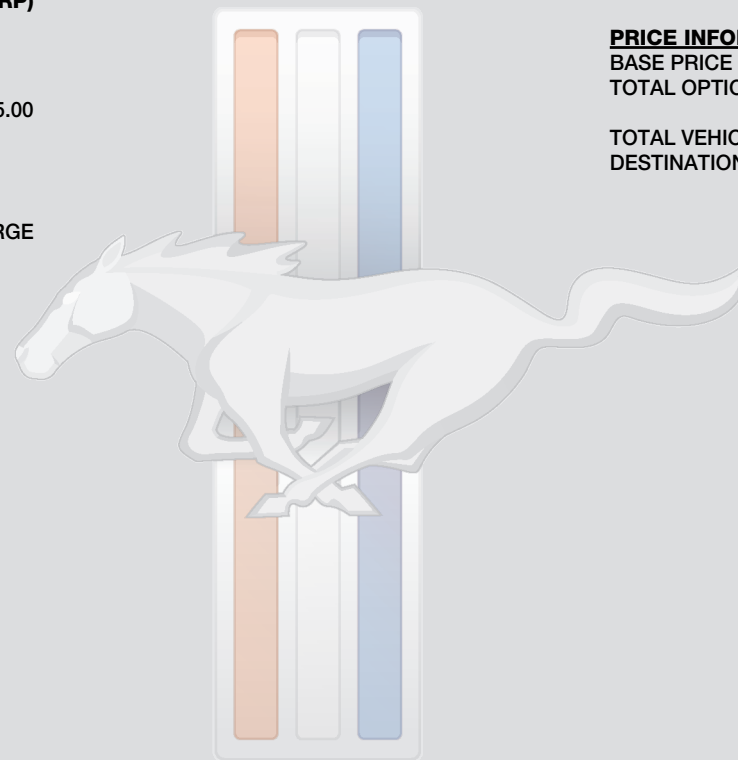 RP)
5.00
RGE
PRICE INFO
BASE PRICE
TOTAL OPTIO
TOTAL VEHIC
DESTINATION